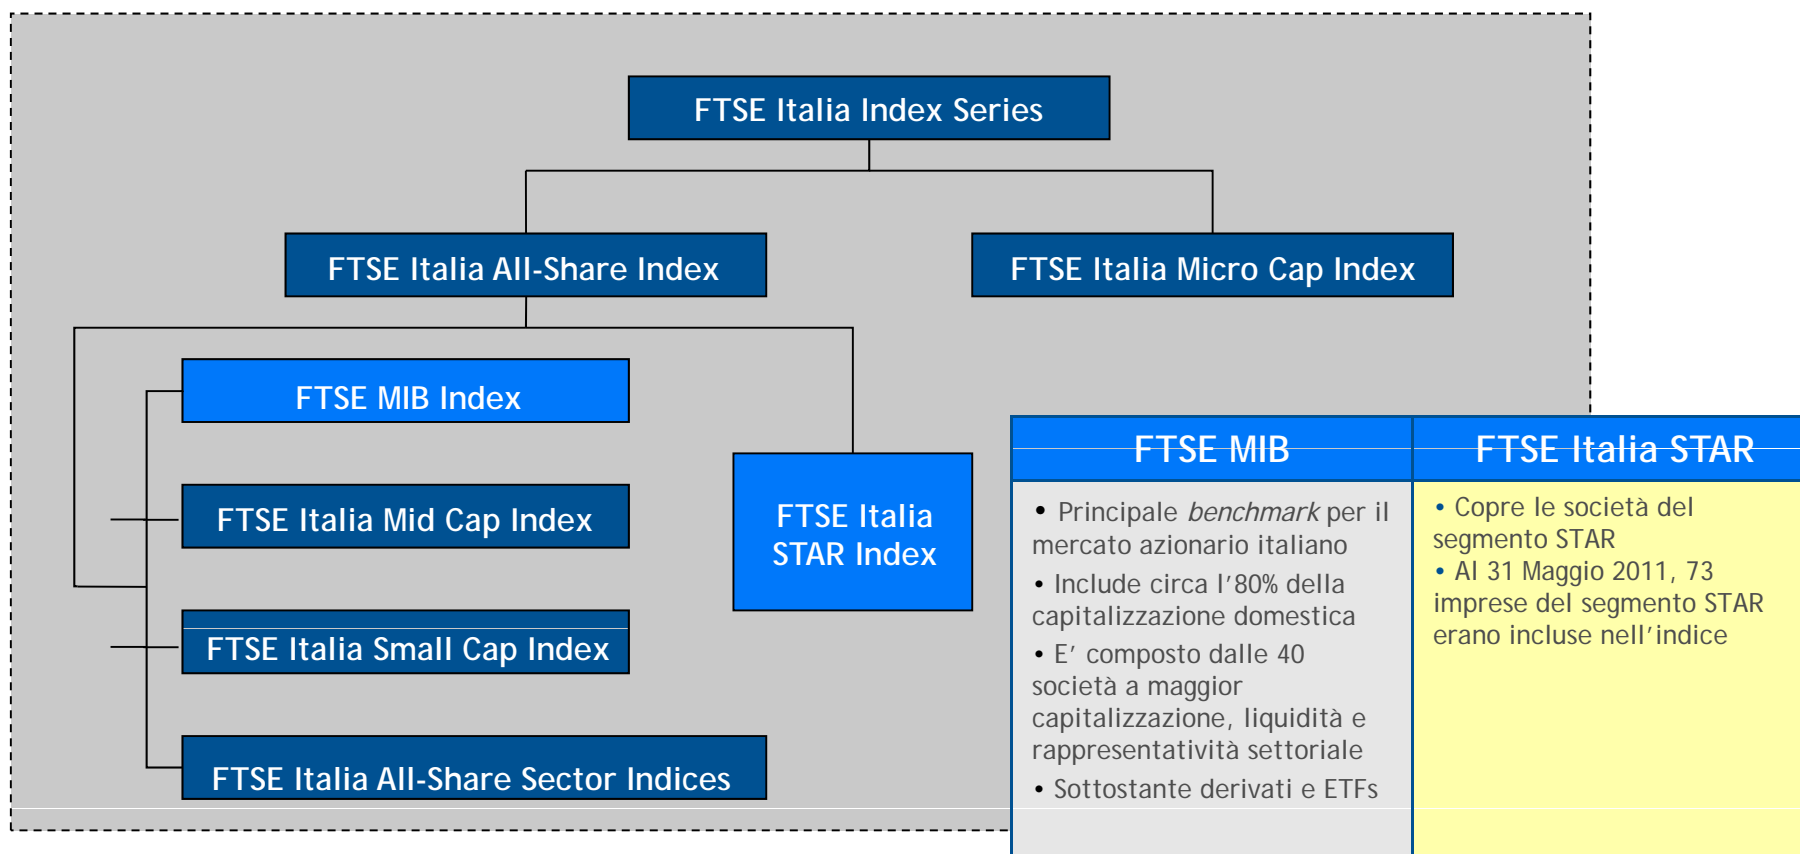 FTSE Italia Index Series
FTSE Italia All-Share Index
FTSE Italia Micro Cap Index
FTSE MIB Index
FTSE Italia Mid Cap Index
FTSE Italia Small Cap Index
FTSE Italia All-Share Sector Indices
FTSE Italia
STAR Index
FTSE MIB
• Principale benchmark per il
mercato azionario italiano
• Include circa l'80% della
capitalizzazione domestica
• E' composto dalle 40
società a maggior
capitalizzazione, liquidità e
rappresentatività settoriale
• Sottostante derivati e ETFs
FTSE Italia STAR
• Copre le società del
segmento STAR
• Al 31 Maggio 2011, 73
imprese del segmento STAR
erano incluse nell'indice